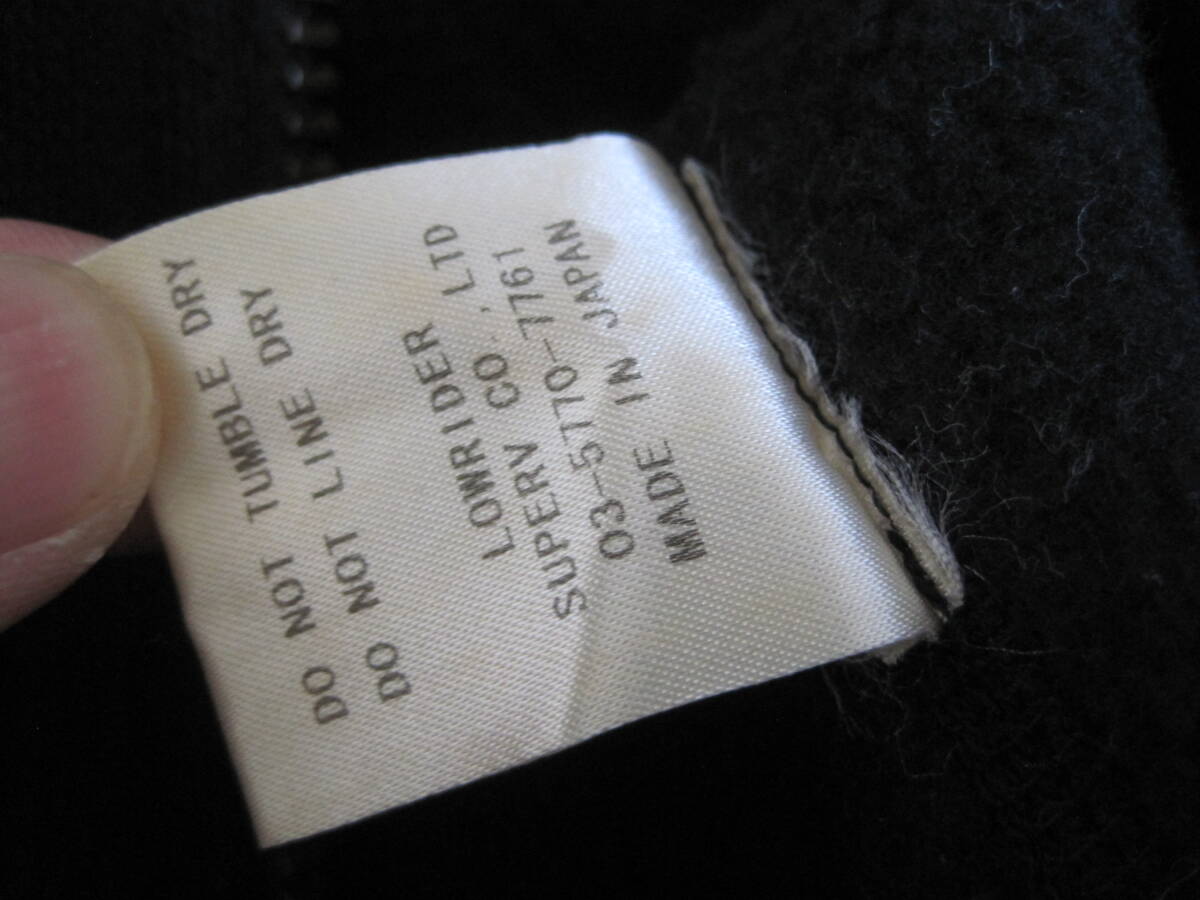 DO NOT TUMBLE DRY
DO NOT LINE DRY
LOWRIDER
SUPERV CO., LTD
03-5770-7761
MADE IN JAPAN